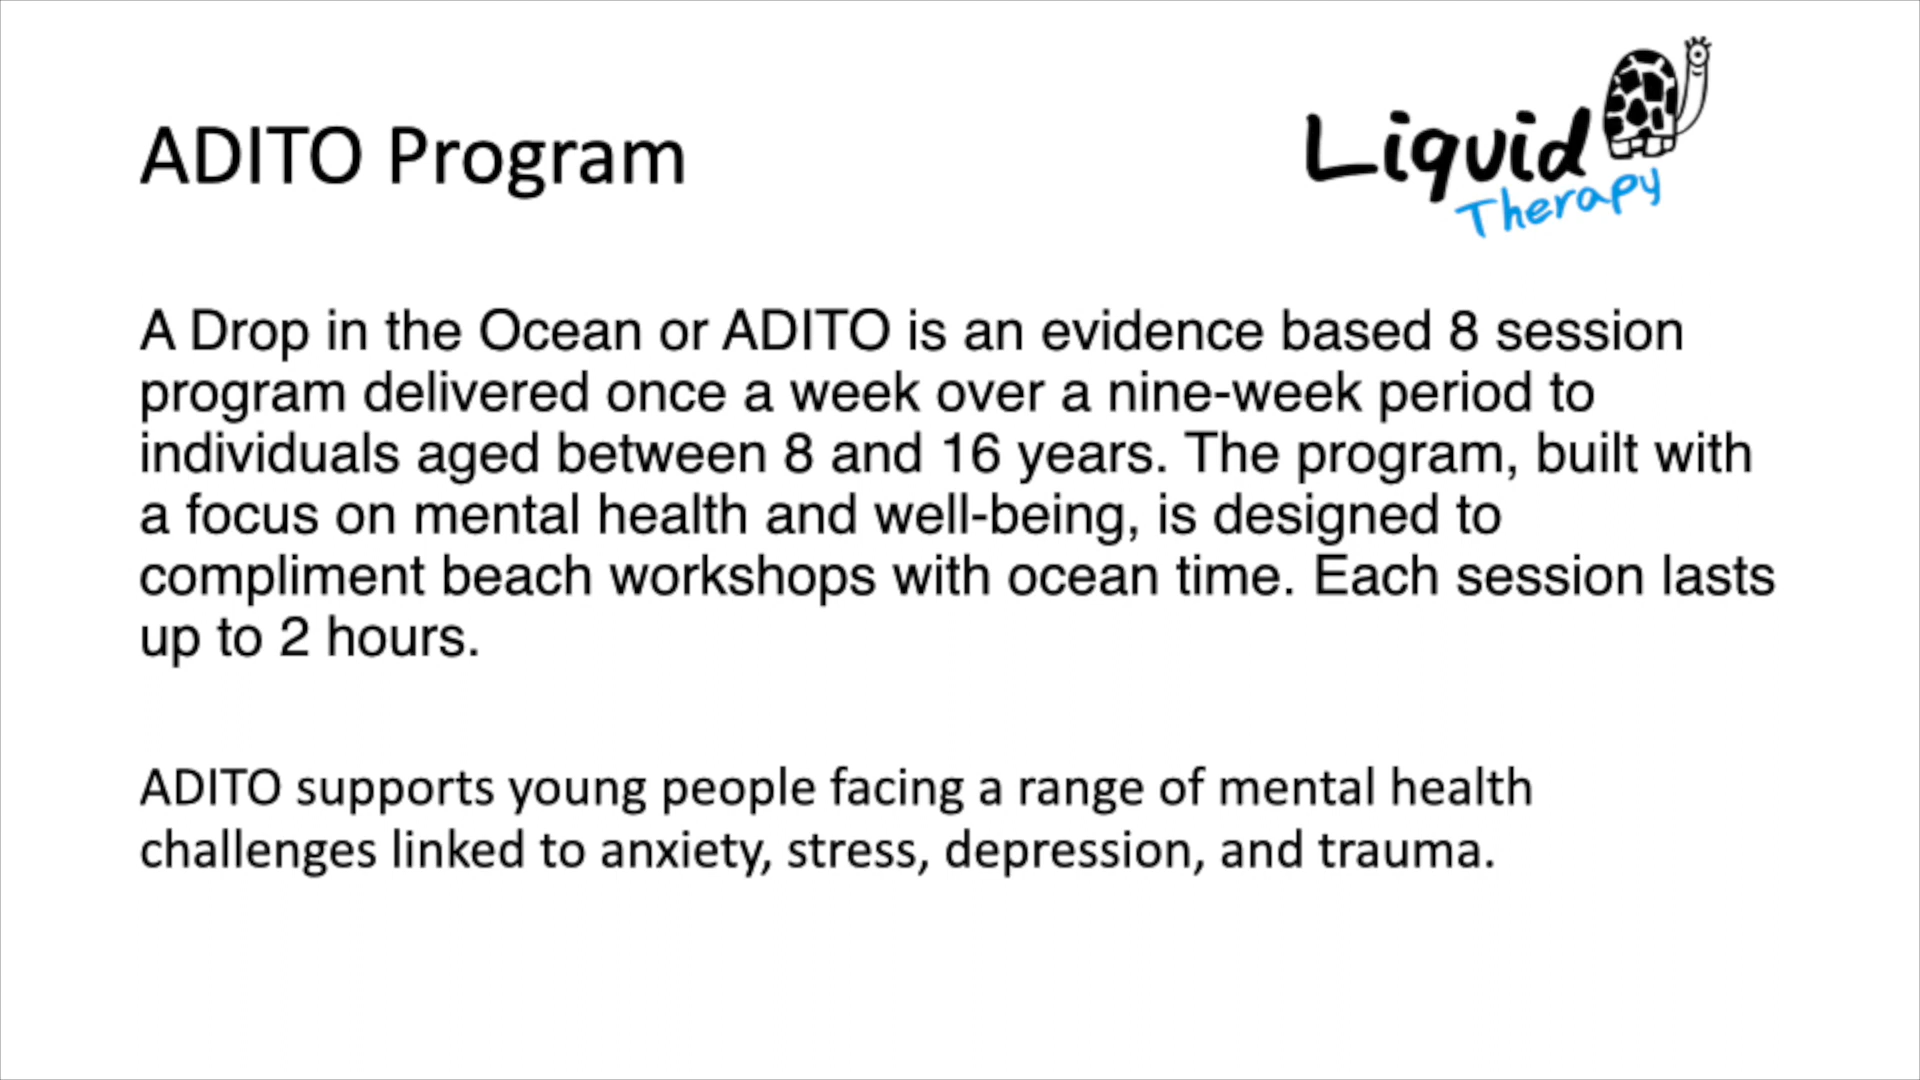 ADITO Program
Liquid
Therapy
A Drop in the Ocean or ADITO is an evidence based 8 session
program delivered once a week over a nine-week period to
individuals aged between 8 and 16 years. The program, built with
a focus on mental health and well-being, is designed to
compliment beach workshops with ocean time. Each session lasts
up to 2 hours.
ADITO supports young people facing a range of mental health
challenges linked to anxiety, stress, depression, and trauma.